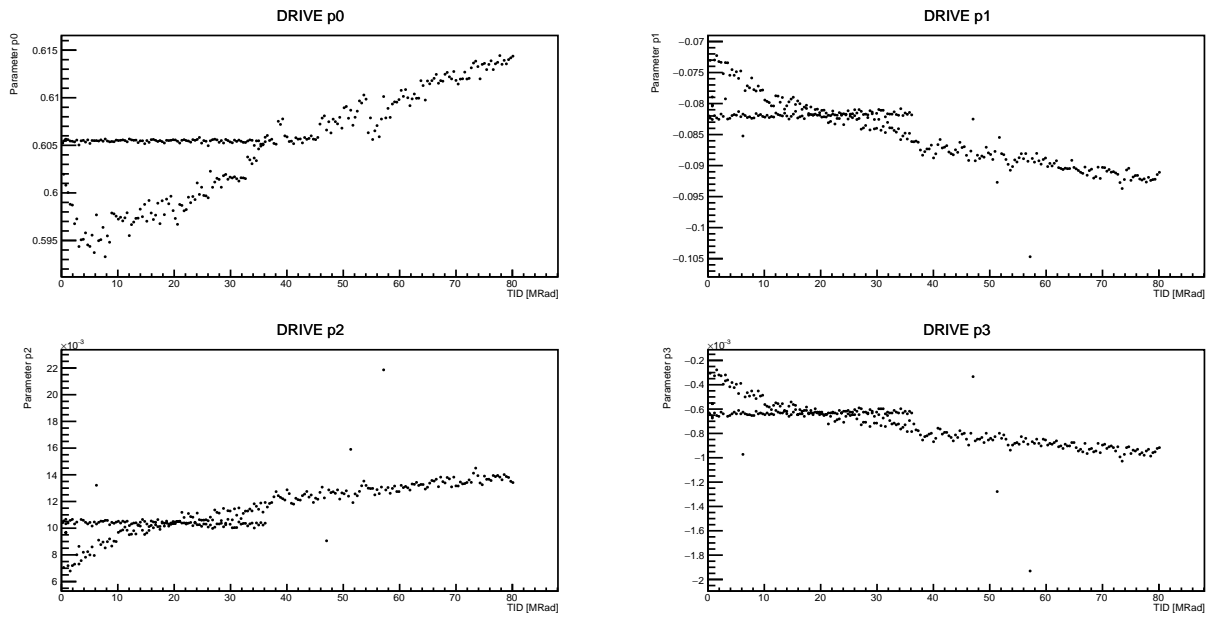 DRIVE p0
Parameter p0
0.615
0.61
0.605
0.6
0.595
0 10 20 30 40 50 60 70 80
TID [MRad]
DRIVE p1
Parameter p1
−0.07
−0.075
−0.08
−0.085
−0.09
−0.095
−0.1
−0.105
0 10 20 30 40 50 60 70 80
TID [MRad]
DRIVE p2
×10⁻³
Parameter p2
22
20
18
16
14
12
10
8
6
0 10 20 30 40 50 60 70 80
TID [MRad]
DRIVE p3
×10⁻³
Parameter p3
−0.2
−0.4
−0.6
−0.8
−1
−1.2
−1.4
−1.6
−1.8
−2
0 10 20 30 40 50 60 70 80
TID [MRad]